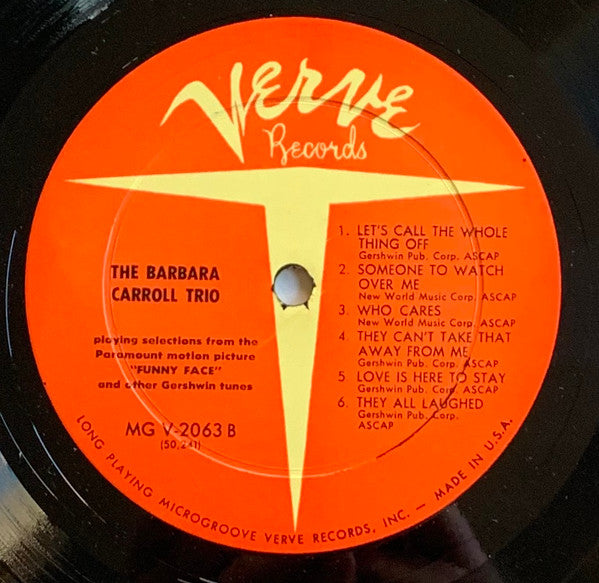 Verve
Records
THE BARBARA
CARROLL TRIO
playing selections from the
Paramount motion picture
"FUNNY FACE"
and other Gershwin tunes
MG V-2063 B
(50,241)
1. LET'S CALL THE WHOLE
THING OFF
Gershwin Pub. Corp. ASCAP
2. SOMEONE TO WATCH
OVER ME
New World Music Corp. ASCAP
3. WHO CARES
New World Music Corp. ASCAP
4. THEY CAN'T TAKE THAT
AWAY FROM ME
Gershwin Pub. Corp. ASCAP
5. LOVE IS HERE TO STAY
Gershwin Pub. Corp. ASCAP
6. THEY ALL LAUGHED
Gershwin Pub. Corp.
ASCAP
LONG PLAYING MICROGROOVE VERVE RECORDS, INC. — MADE IN U.S.A.